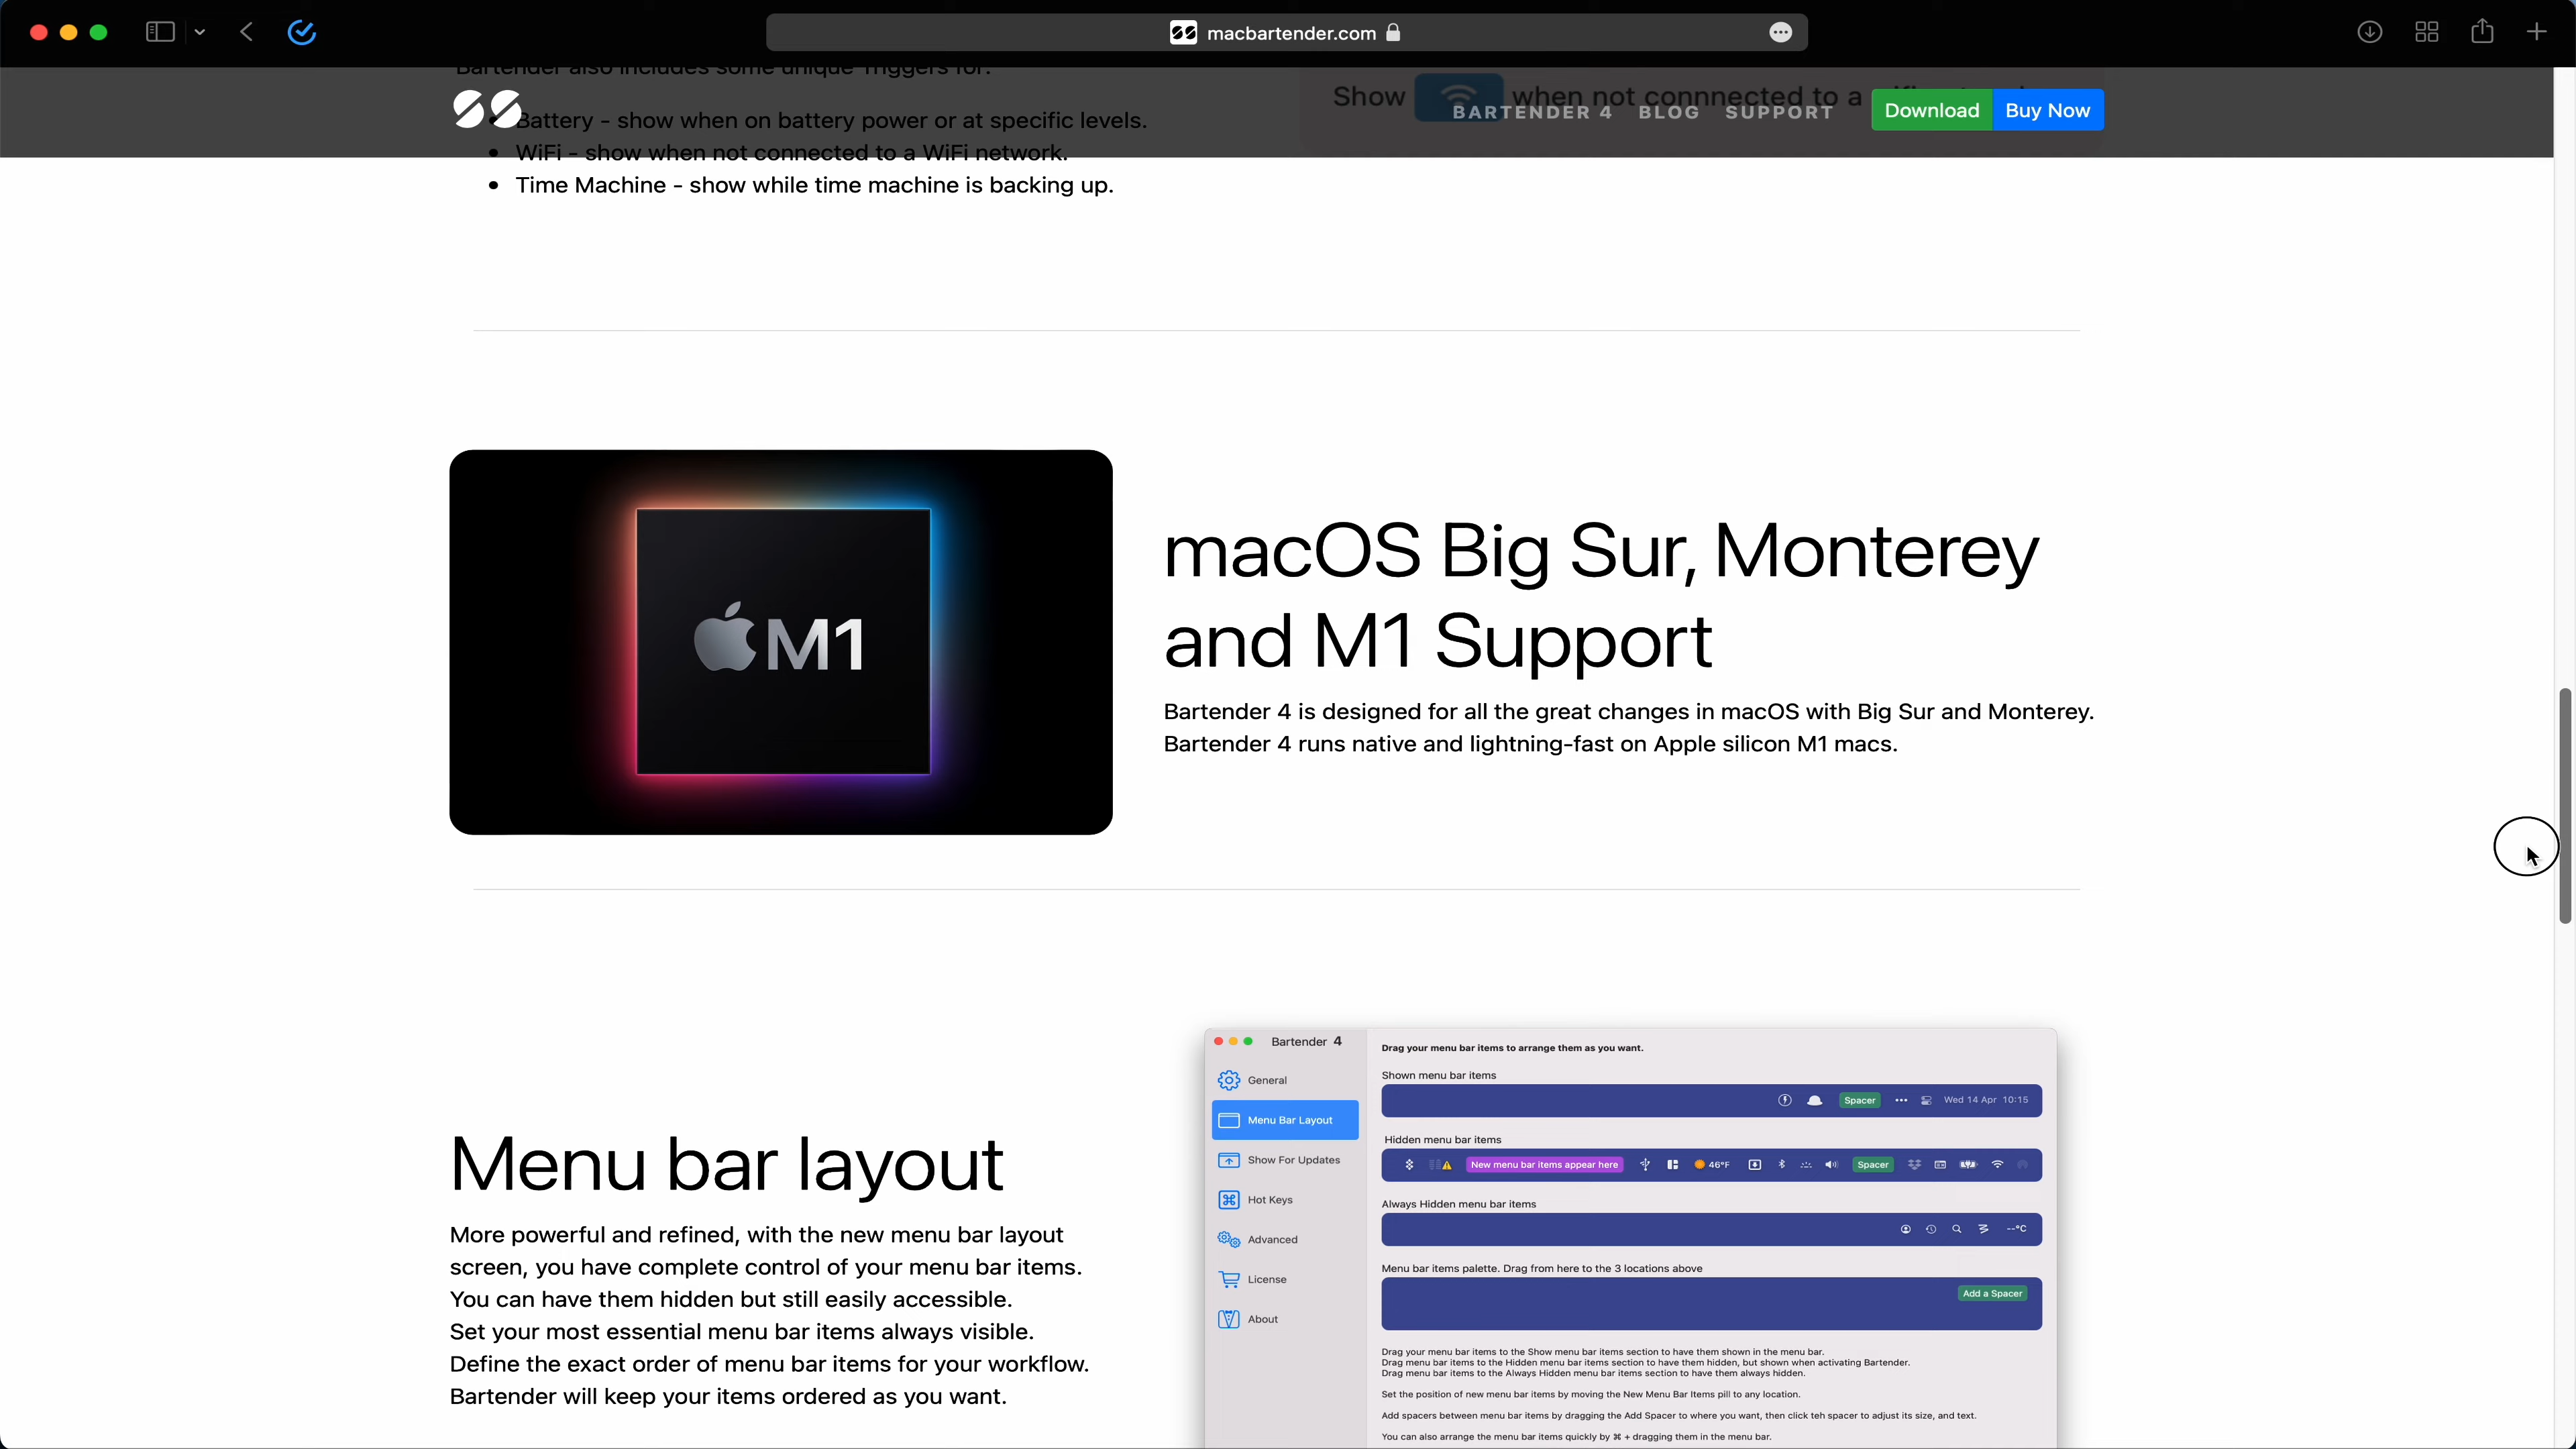 macbartender.com
Bartender also includes some unique Triggers for:
Battery - show when on battery power or at specific levels.
WiFi - show when not connected to a WiFi network.
Time Machine - show while time machine is backing up.
Show when not connnected to a
BARTENDER 4 BLOG SUPPORT Download Buy Now
M1
macOS Big Sur, Monterey
and M1 Support
Bartender 4 is designed for all the great changes in macOS with Big Sur and Monterey.
Bartender 4 runs native and lightning-fast on Apple silicon M1 macs.
Menu bar layout
More powerful and refined, with the new menu bar layout
screen, you have complete control of your menu bar items.
You can have them hidden but still easily accessible.
Set your most essential menu bar items always visible.
Define the exact order of menu bar items for your workflow.
Bartender will keep your items ordered as you want.
Bartender 4
General
Menu Bar Layout
Show For Updates
Hot Keys
Advanced
License
About
Drag your menu bar items to arrange them as you want.
Shown menu bar items
Spacer Wed 14 Apr 10:15
Hidden menu bar items
New menu bar items appear here 46°F Spacer
Always Hidden menu bar items
--°C
Menu bar items palette. Drag from here to the 3 locations above
Add a Spacer
Drag your menu bar items to the Show menu bar items section to have them shown in the menu bar.
Drag menu bar items to the Hidden menu bar items section to have them hidden, but shown when activating Bartender.
Drag menu bar items to the Always Hidden menu bar items section to have them always hidden.
Set the position of new menu bar items by moving the New Menu Bar Items pill to any location.
Add spacers between menu bar items by dragging the Add Spacer to where you want, then click teh spacer to adjust its size, and text.
You can also arrange the menu bar items quickly by ⌘ + dragging them in the menu bar.